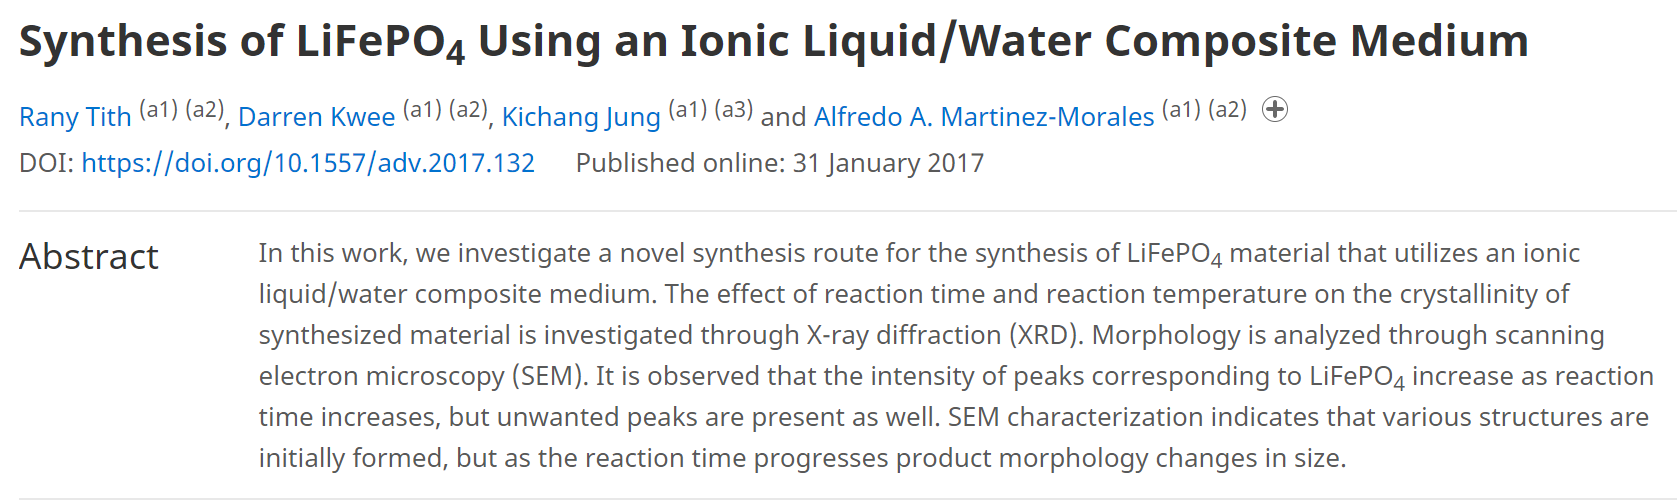 Synthesis of LiFePO4 Using an Ionic Liquid/Water Composite Medium
Rany Tith (a1) (a2), Darren Kwee (a1) (a2), Kichang Jung (a1) (a3) and Alfredo A. Martinez-Morales (a1) (a2)
DOI: https://doi.org/10.1557/adv.2017.132 Published online: 31 January 2017
Abstract
In this work, we investigate a novel synthesis route for the synthesis of LiFePO4 material that utilizes an ionic
liquid/water composite medium. The effect of reaction time and reaction temperature on the crystallinity of
synthesized material is investigated through X-ray diffraction (XRD). Morphology is analyzed through scanning
electron microscopy (SEM). It is observed that the intensity of peaks corresponding to LiFePO4 increase as reaction
time increases, but unwanted peaks are present as well. SEM characterization indicates that various structures are
initially formed, but as the reaction time progresses product morphology changes in size.